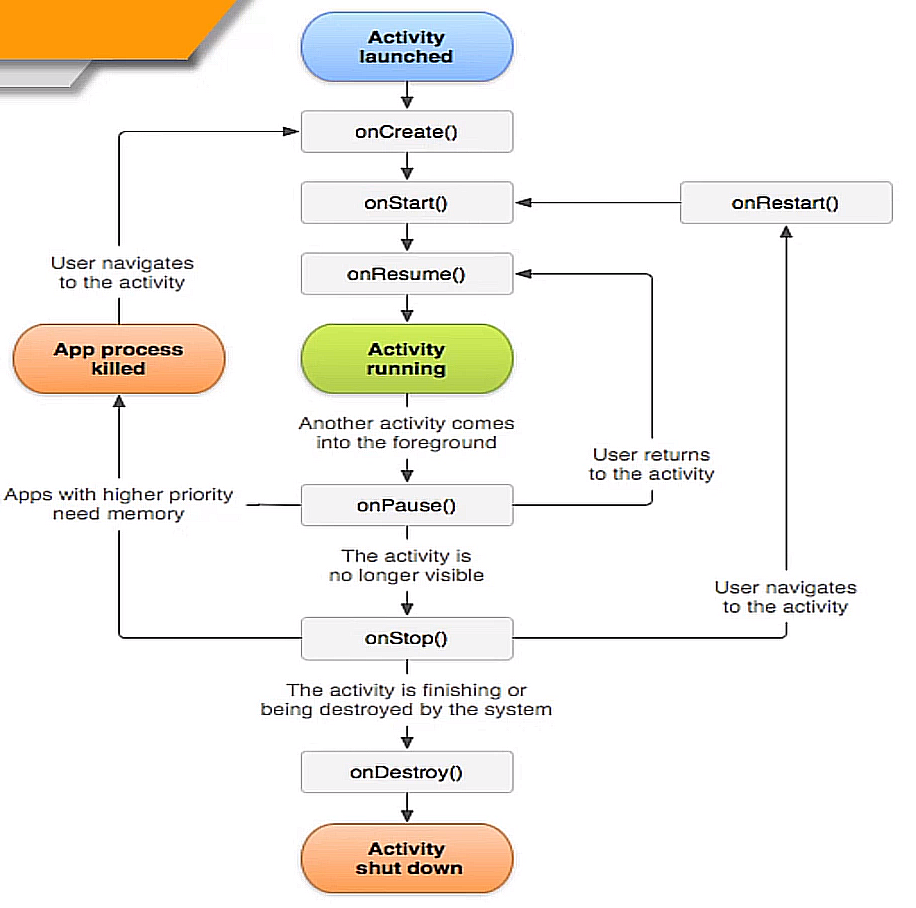 Activity
launched
onCreate()
onStart()
onRestart()
onResume()
User navigates
to the activity
App process
killed
Activity
running
Another activity comes
into the foreground
User returns
to the activity
Apps with higher priority
need memory
onPause()
The activity is
no longer visible
User navigates
to the activity
onStop()
The activity is finishing or
being destroyed by the system
onDestroy()
Activity
shut down